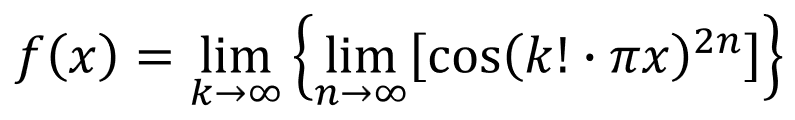 f(x) = lim_{k→∞} { lim_{n→∞} [cos(k! · πx)^{2n}] }